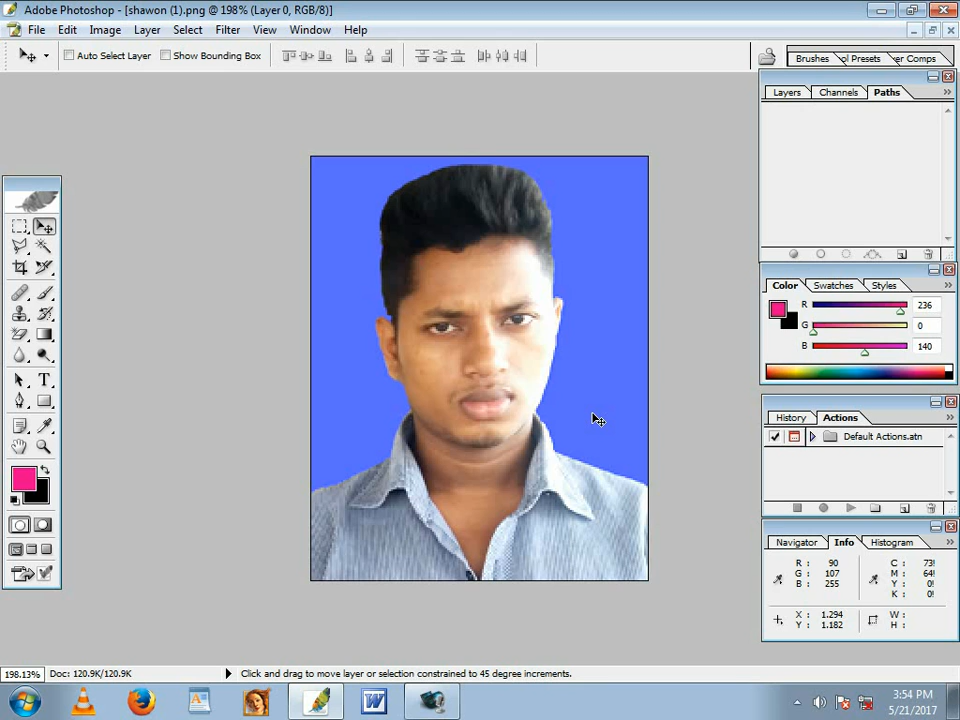 Adobe Photoshop - [shawon (1).png @ 198% (Layer 0, RGB/8)]
File Edit Image Layer Select Filter View Window Help
Auto Select Layer Show Bounding Box
Brushes ol Presets er Comps
Layers Channels Paths
Color Swatches Styles
R 236
G 0
B 140
History Actions
Default Actions.atn
Navigator Info Histogram
R : 90 C : 73!
G : 107 M : 64!
B : 255 Y : 0!
K : 0!
X : 1.294 W :
Y : 1.182 H :
198.13% Doc: 120.9K/120.9K Click and drag to move layer or selection constrained to 45 degree increments.
3:54 PM
5/21/2017